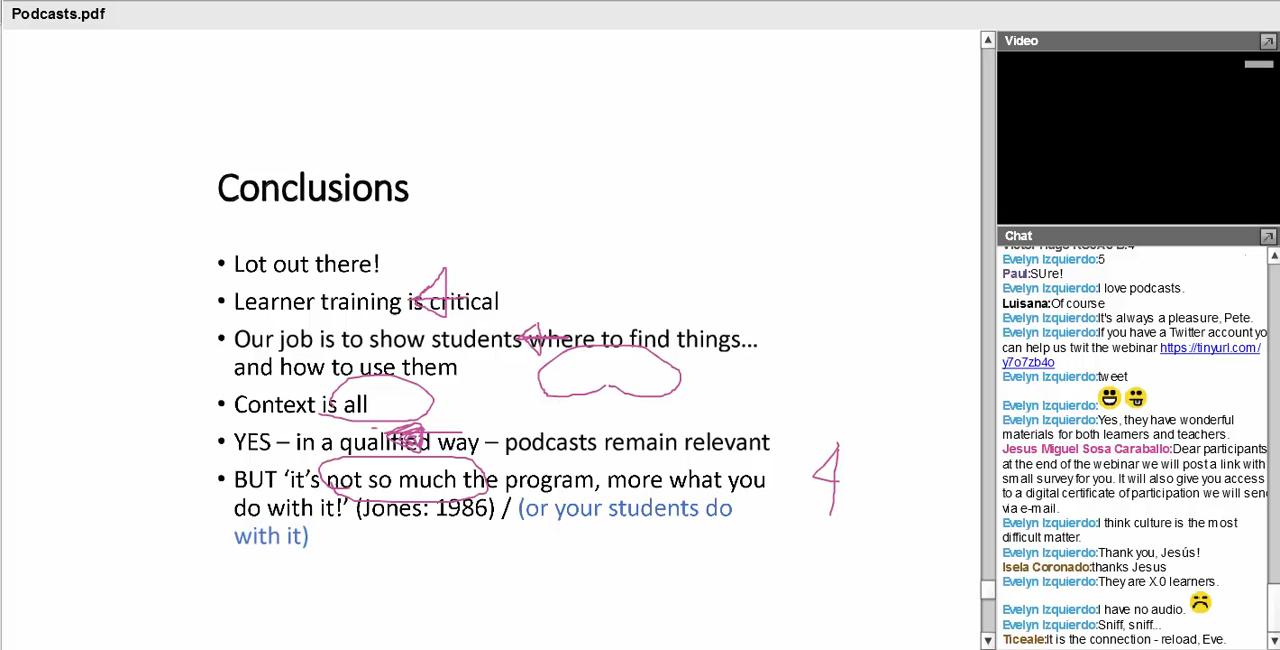 Podcasts.pdf
Conclusions
• Lot out there!
• Learner training is critical
• Our job is to show students where to find things...
and how to use them
• Context is all
• YES – in a qualified way – podcasts remain relevant
• BUT ‘it’s not so much the program, more what you
do with it!’ (Jones: 1986) / (or your students do
with it)
Video
Chat
Evelyn Izquierdo:5
Paul:SUre!
Evelyn Izquierdo:I love podcasts.
Luisana:Of course
Evelyn Izquierdo:It's always a pleasure, Pete.
Evelyn Izquierdo:If you have a Twitter account yo
can help us twit the webinar https://tinyurl.com/
y7o7zb4o
Evelyn Izquierdo:tweet
Evelyn Izquierdo:
Evelyn Izquierdo:Yes, they have wonderful
materials for both learners and teachers.
Jesus Miguel Sosa Caraballo:Dear participants
at the end of the webinar we will post a link with
small survey for you. It will also give you access
to a digital certificate of participation we will sen
via e-mail.
Evelyn Izquierdo:I think culture is the most
difficult matter.
Evelyn Izquierdo:Thank you, Jesús!
Isela Coronado:thanks Jesus
Evelyn Izquierdo:They are X.0 learners.
Evelyn Izquierdo:I have no audio.
Evelyn Izquierdo:Sniff, sniff...
Ticeale:It is the connection - reload, Eve.